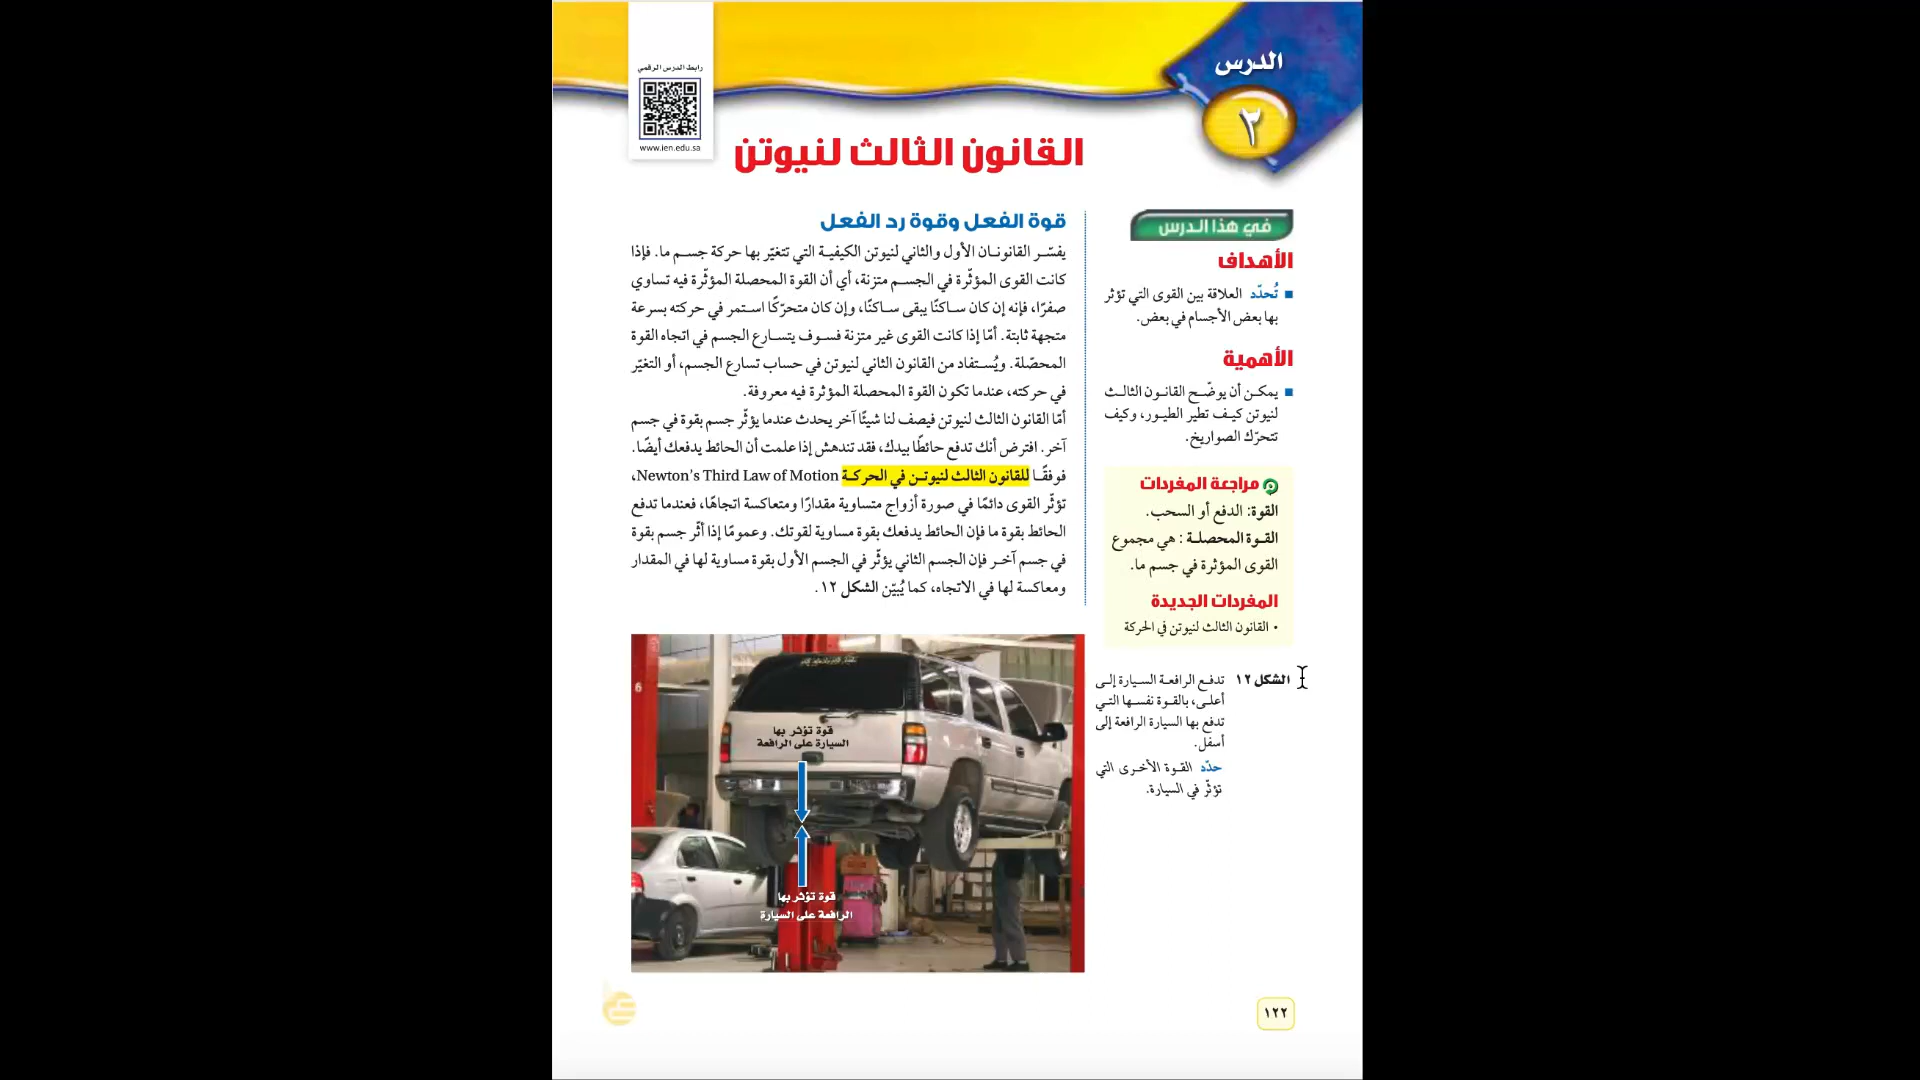 الدرس
٢
رابط الدرس الرقمي
www.ien.edu.sa
القانون الثالث لنيوتن
في هذا الدرس
الأهداف
■ تُحدّد العلاقة بين القوى التي تؤثر
بها بعض الأجسام في بعض.
الأهمية
■ يمكن أن يوضّح القانون الثالث
لنيوتن كيف تطير الطيور، وكيف
تتحرّك الصواريخ.
مراجعة المفردات
القوة: الدفع أو السحب.
القوة المحصلة : هي مجموع
القوى المؤثرة في جسم ما.
المفردات الجديدة
• القانون الثالث لنيوتن في الحركة
قوة الفعل وقوة رد الفعل
يفسّر القانونان الأول والثاني لنيوتن الكيفية التي تتغيّر بها حركة جسم ما. فإذا
كانت القوى المؤثّرة في الجسم متزنة، أي أن القوة المحصلة المؤثّرة فيه تساوي
صفرًا، فإنه إن كان ساكنًا يبقى ساكنًا، وإن كان متحرّكًا استمر في حركته بسرعة
متجهة ثابتة. أمّا إذا كانت القوى غير متزنة فسوف يتسارع الجسم في اتجاه القوة
المحصّلة. ويُستفاد من القانون الثاني لنيوتن في حساب تسارع الجسم، أو التغيّر
في حركته، عندما تكون القوة المحصلة المؤثرة فيه معروفة.
أمّا القانون الثالث لنيوتن فيصف لنا شيئًا آخر يحدث عندما يؤثّر جسم بقوة في جسم
آخر. افترض أنك تدفع حائطًا بيدك، فقد تندهش إذا علمت أن الحائط يدفعك أيضًا.
فوفقًا للقانون الثالث لنيوتن في الحركة Newton's Third Law of Motion،
تؤثّر القوى دائمًا في صورة أزواج متساوية مقدارًا ومتعاكسة اتجاهًا، فعندما تدفع
الحائط بقوة ما فإن الحائط يدفعك بقوة مساوية لقوتك. وعمومًا إذا أثّر جسم بقوة
في جسم آخر فإن الجسم الثاني يؤثّر في الجسم الأول بقوة مساوية لها في المقدار
ومعاكسة لها في الاتجاه، كما يُبيّن الشكل ١٢.
الشكل ١٢ تدفع الرافعة السيارة إلى
أعلى، بالقوة نفسها التي
تدفع بها السيارة الرافعة إلى
أسفل.
حدّد القوة الأخرى التي
تؤثّر في السيارة.
6
قوة تؤثر بها
السيارة على الرافعة
قوة تؤثر بها
الرافعة على السيارة
١٢٢